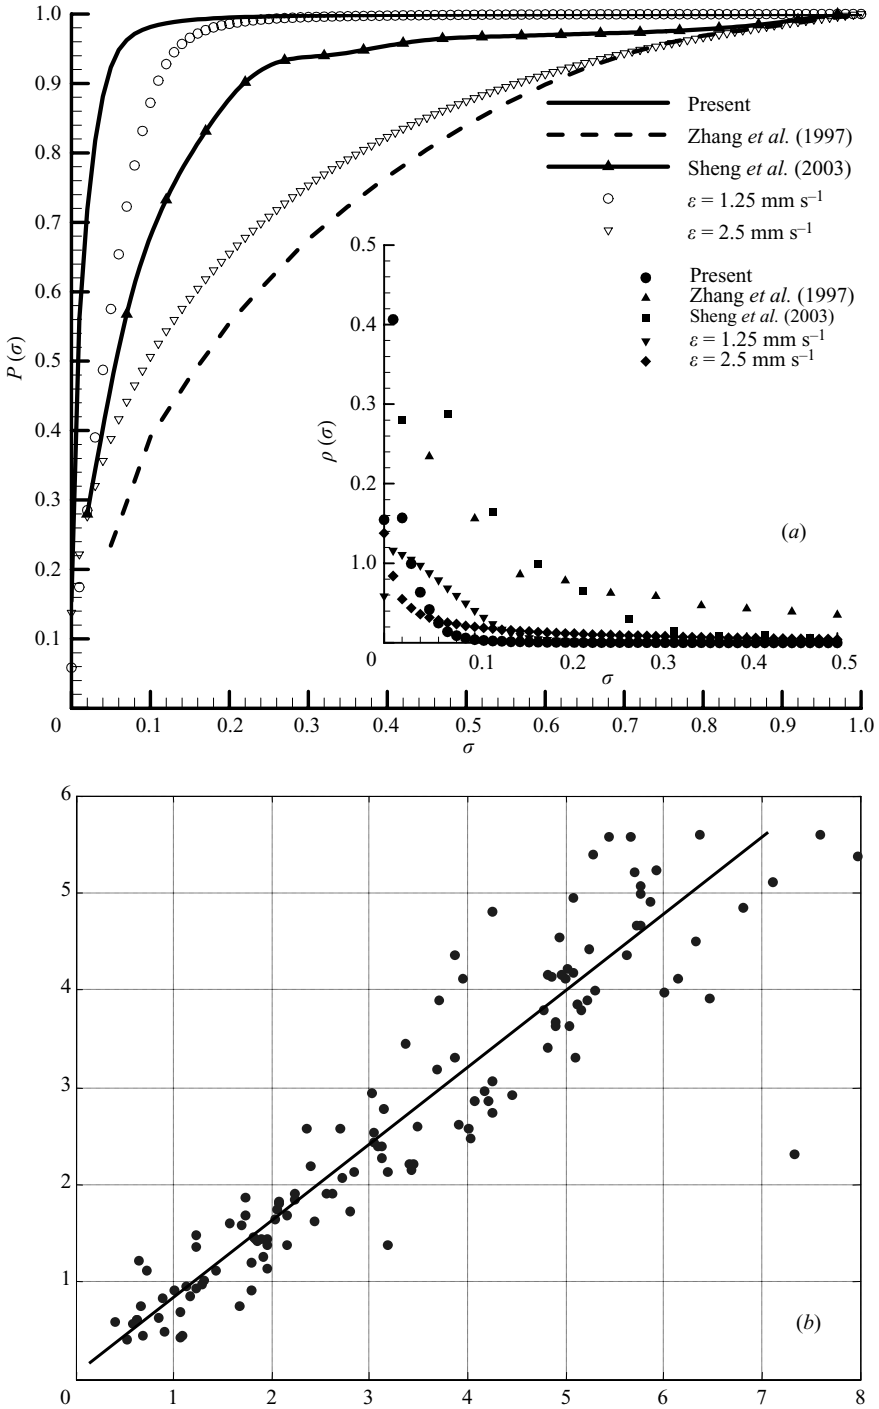 1.0
0.9
0.8
0.7
0.6
0.5
0.4
0.3
0.2
0.1
0
P (σ)
0.1
0.2
0.3
0.4
0.5
0.6
0.7
0.8
0.9
1.0
σ
Present
Zhang et al. (1997)
Sheng et al. (2003)
ε = 1.25 mm s–1
ε = 2.5 mm s–1
0.5
0.4
0.3
0.2
1.0
0
ρ (σ)
0.1
0.2
0.3
0.4
0.5
σ
Present
Zhang et al. (1997)
Sheng et al. (2003)
ε = 1.25 mm s–1
ε = 2.5 mm s–1
(a)
6
5
4
3
2
1
0
1
2
3
4
5
6
7
8
(b)